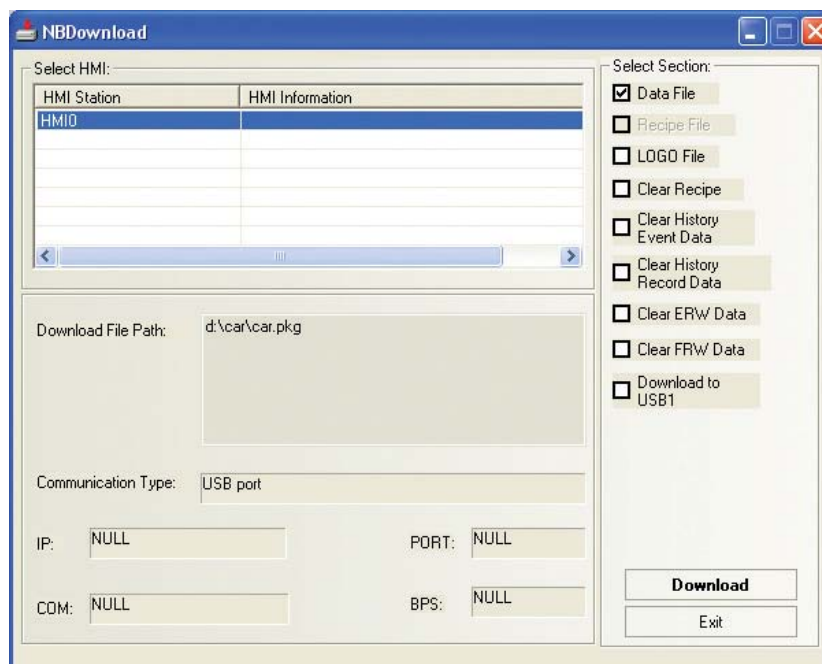 NBDownload
Select HMI:
HMI Station HMI Information
HMI0
Download File Path: d:\car\car.pkg
Communication Type: USB port
IP: NULL PORT: NULL
COM: NULL BPS: NULL
Select Section:
Data File
Recipe File
LOGO File
Clear Recipe
Clear History
Event Data
Clear History
Record Data
Clear ERW Data
Clear FRW Data
Download to
USB1
Download
Exit